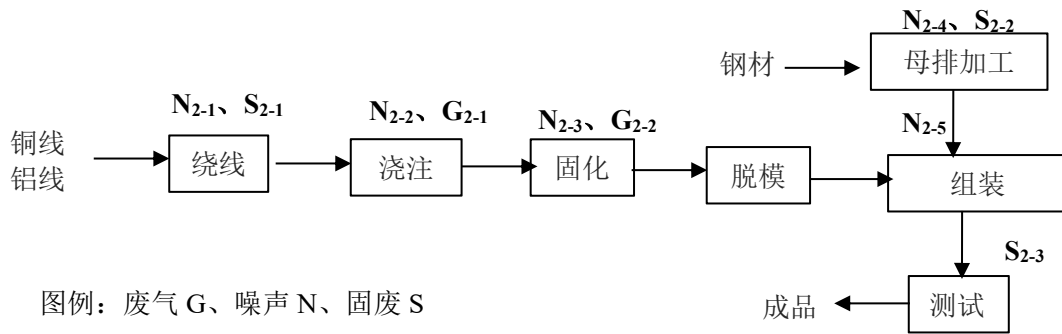 N2-4、S2-2
钢材
母排加工
N2-1、S2-1
N2-2、G2-1
N2-3、G2-2
N2-5
铜线
铝线
绕线
浇注
固化
脱模
组装
S2-3
图例：废气 G、噪声 N、固废 S
成品
测试